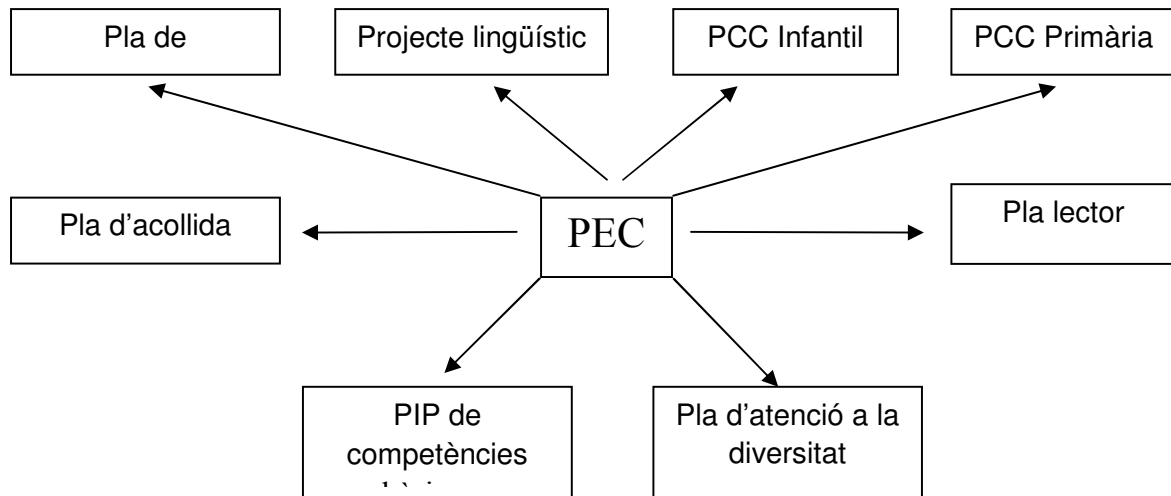 Pla de
Projecte lingüístic
PCC Infantil
PCC Primària
Pla d’acollida
PEC
Pla lector
PIP de
competències
Pla d’atenció a la
diversitat